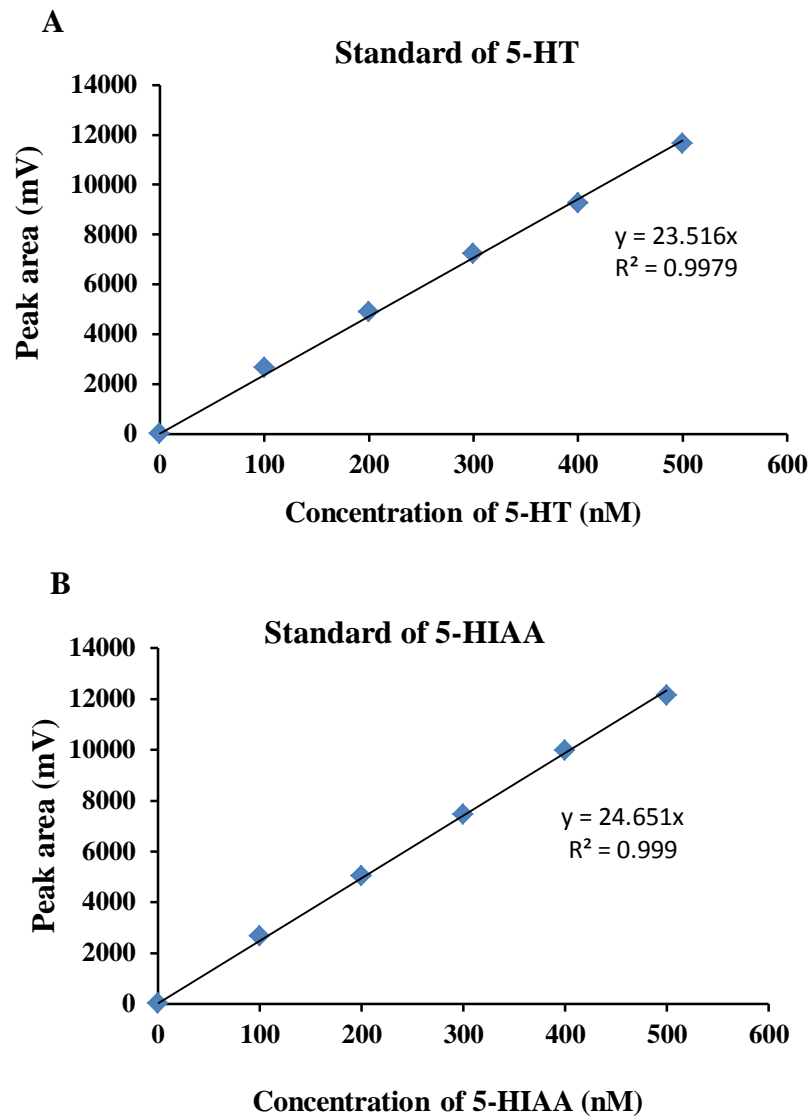 A
Standard of 5-HT
14000
12000
10000
8000
6000
4000
2000
0
0 100 200 300 400 500 600
Peak area (mV)
y = 23.516x
R² = 0.9979
Concentration of 5-HT (nM)
B
Standard of 5-HIAA
14000
12000
10000
8000
6000
4000
2000
0
0 100 200 300 400 500 600
Peak area (mV)
y = 24.651x
R² = 0.999
Concentration of 5-HIAA (nM)